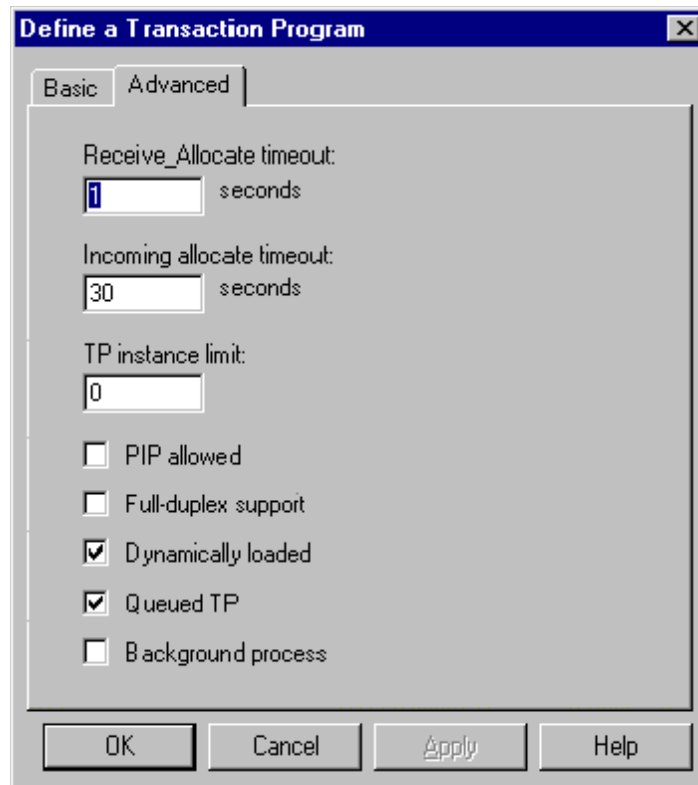 Define a Transaction Program
Basic
Advanced
Receive_Allocate timeout:
1 seconds
Incoming allocate timeout:
30 seconds
TP instance limit:
0
PIP allowed
Full-duplex support
Dynamically loaded
Queued TP
Background process
OK Cancel Apply Help